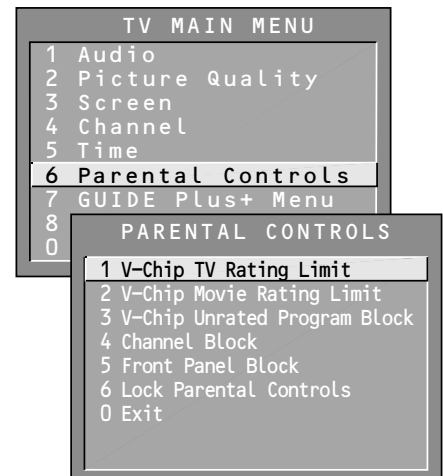 TV MAIN MENU
1 Audio
2 Picture Quality
3 Screen
4 Channel
5 Time
6 Parental Controls
7 GUIDE Plus+ Menu
8
0
PARENTAL CONTROLS
1 V-Chip TV Rating Limit
2 V-Chip Movie Rating Limit
3 V-Chip Unrated Program Block
4 Channel Block
5 Front Panel Block
6 Lock Parental Controls
0 Exit